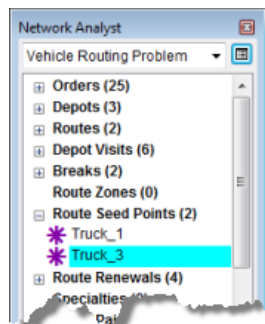 Network Analyst
Vehicle Routing Problem
Orders (25)
Depots (3)
Routes (2)
Depot Visits (6)
Breaks (2)
Route Zones (0)
Route Seed Points (2)
Truck_1
Truck_3
Route Renewals (4)
Specialties